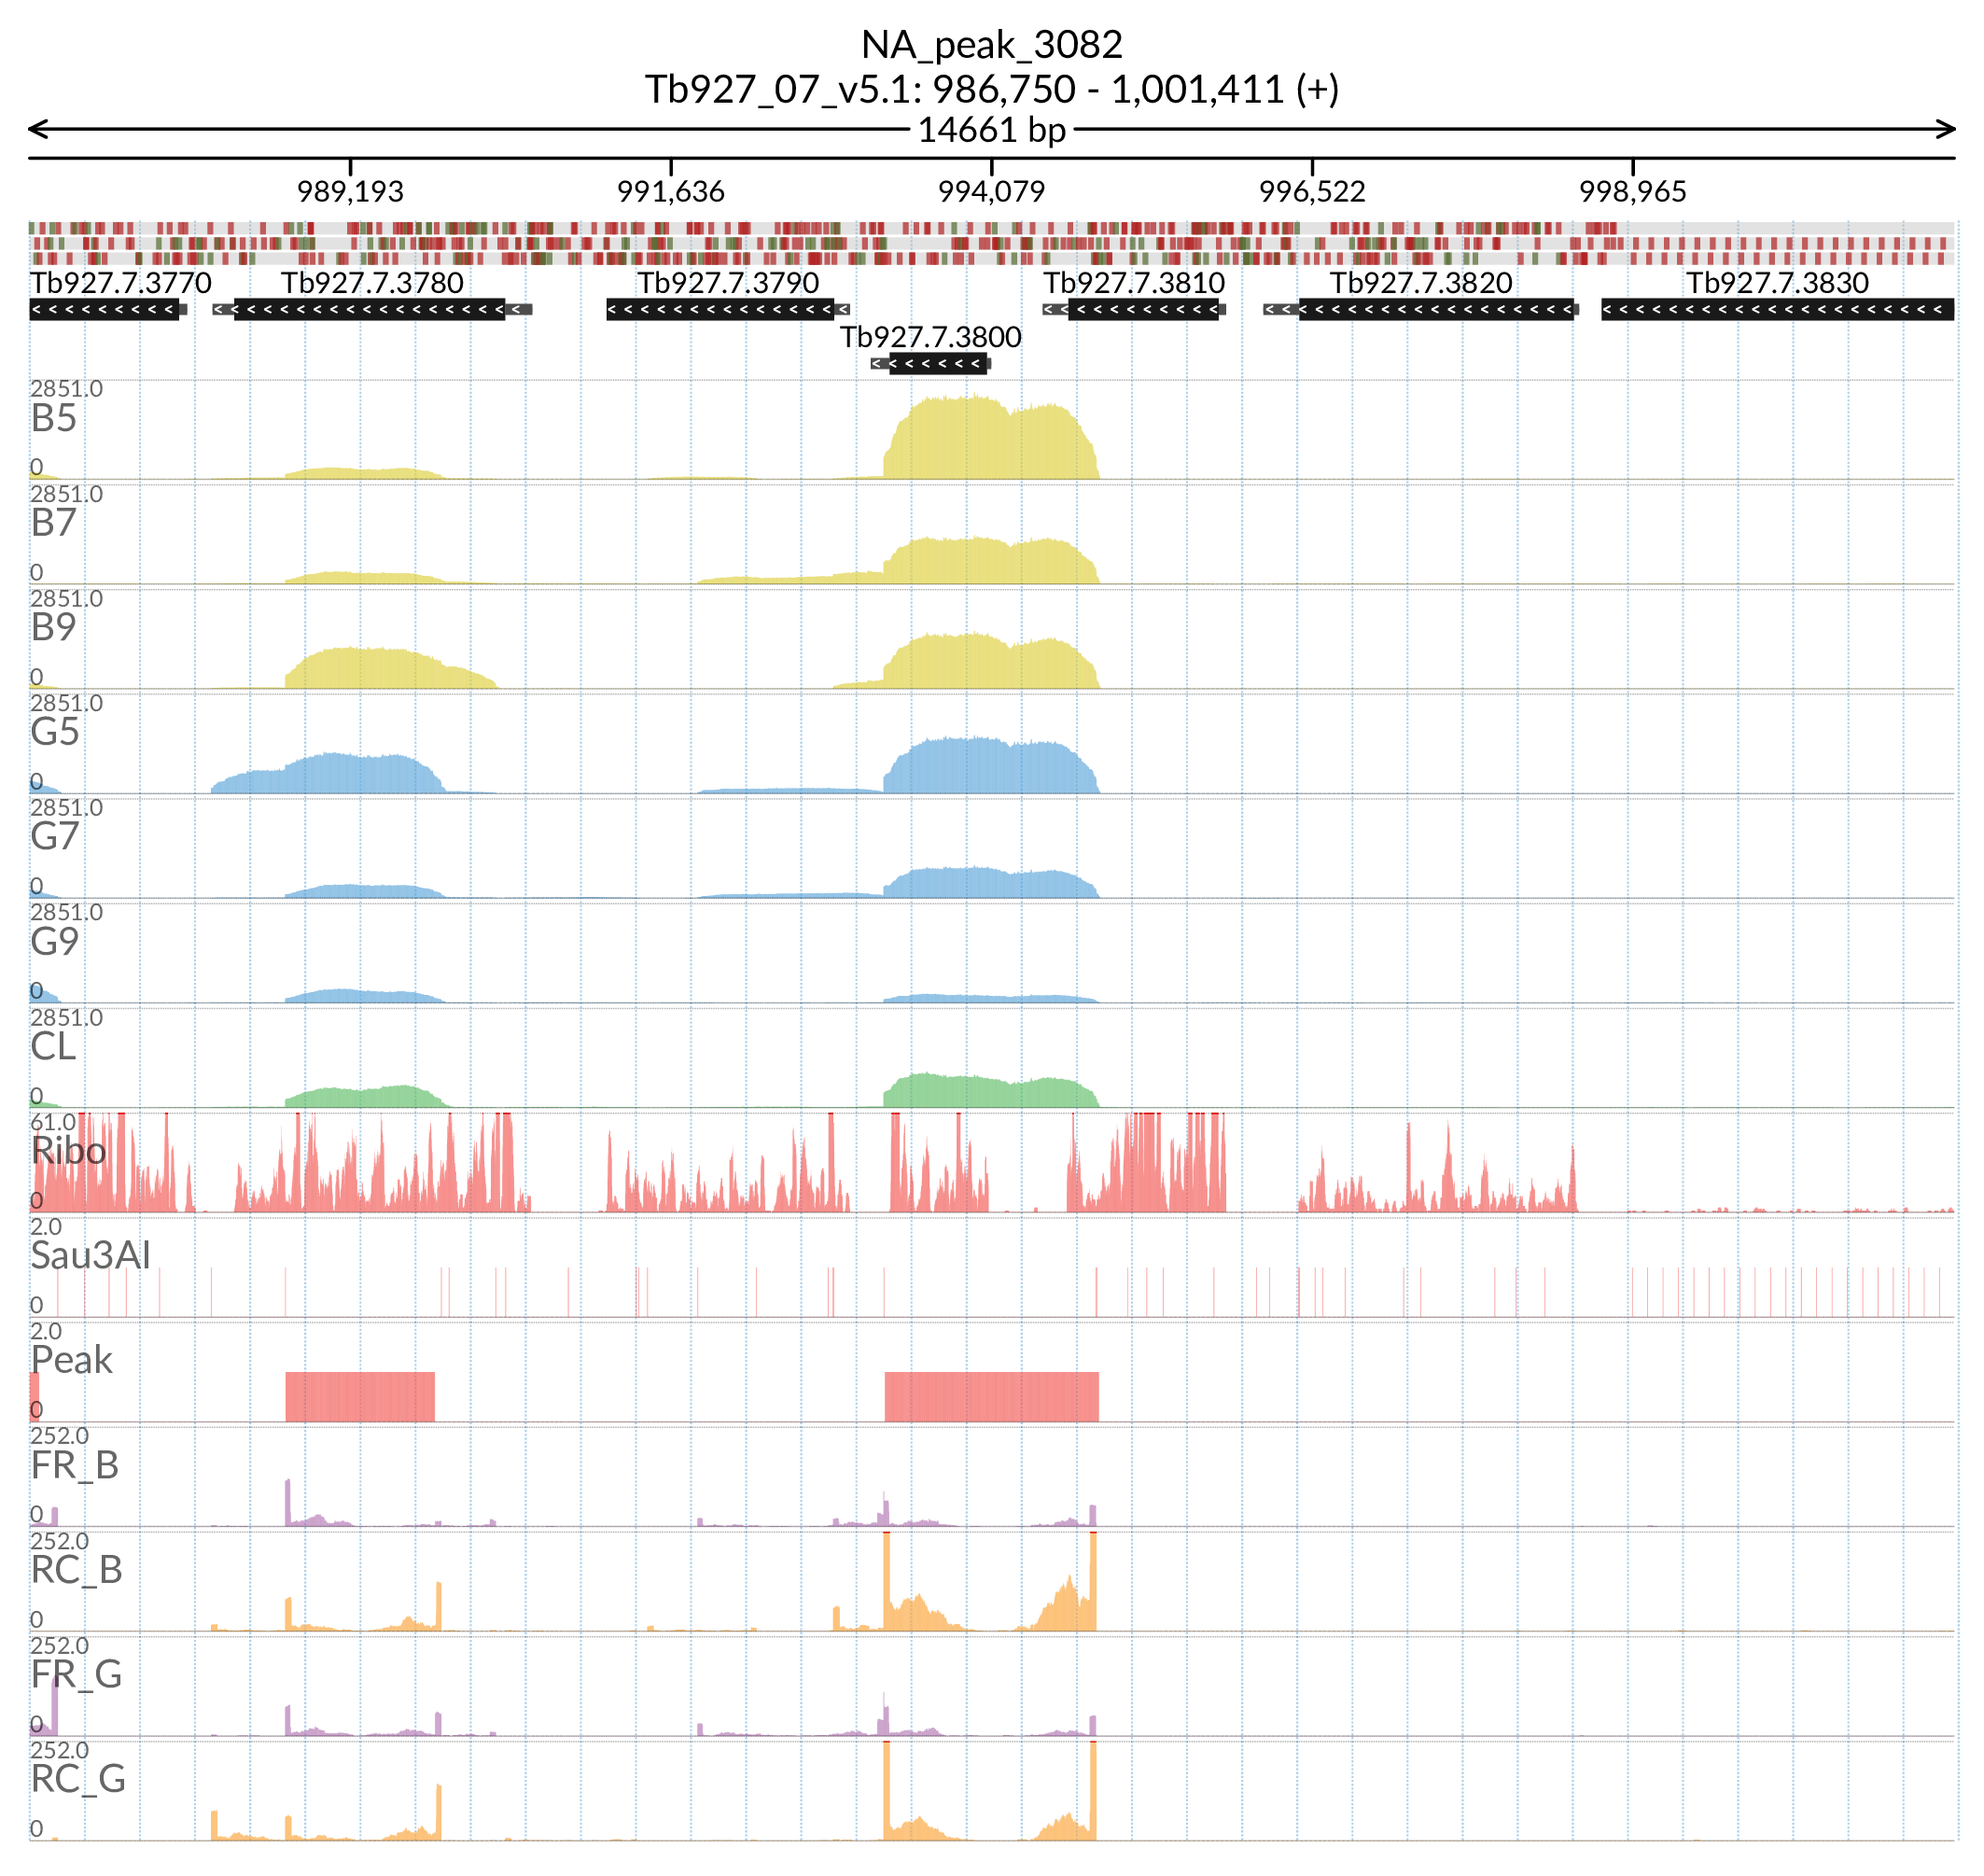 NA_peak_3082
Tb927_07_v5.1: 986,750 - 1,001,411 (+)
14661 bp
989,193 991,636 994,079 996,522 998,965
Tb927.7.3770 Tb927.7.3780 Tb927.7.3790 Tb927.7.3810 Tb927.7.3820 Tb927.7.3830
Tb927.7.3800
2851.0
B5
0
2851.0
B7
0
2851.0
B9
0
2851.0
G5
0
2851.0
G7
0
2851.0
G9
0
2851.0
CL
0
61.0
Ribo
0
2.0
Sau3AI
0
2.0
Peak
0
252.0
FR_B
0
252.0
RC_B
0
252.0
FR_G
0
252.0
RC_G
0